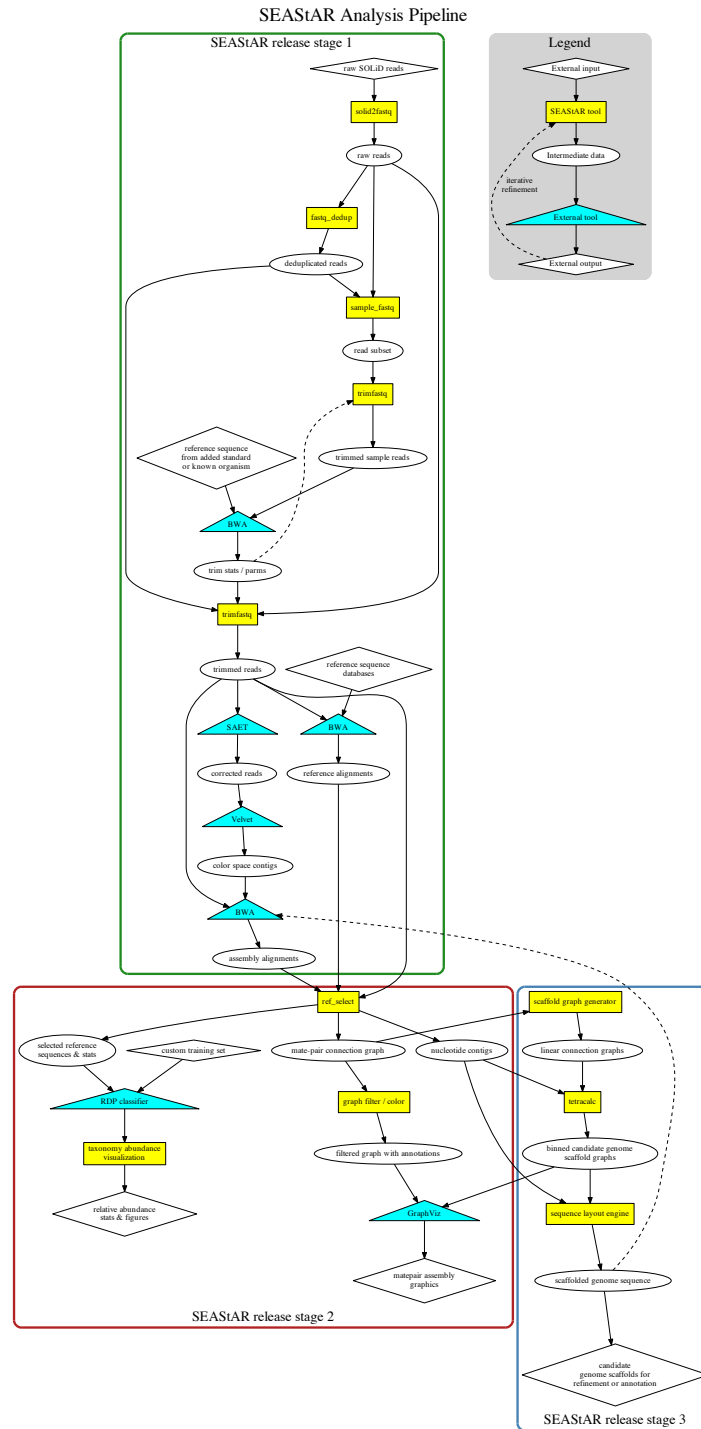 SEAStAR Analysis Pipeline
SEAStAR release stage 1
Legend
raw SOLiD reads
External input
solid2fastq
SEAStAR tool
raw reads
Intermediate data
iterative
refinement
fastq_dedup
External tool
deduplicated reads
External output
sample_fastq
read subset
trimfastq
reference sequence
from added standard
or known organism
trimmed sample reads
BWA
trim stats / parms
trimfastq
trimmed reads
reference sequence
databases
SAET
BWA
corrected reads
reference alignments
Velvet
color space contigs
BWA
assembly alignments
ref_select
scaffold graph generator
selected reference
sequences & stats
custom training set
mate-pair connection graph
nucleotide contigs
linear connection graphs
RDP classifier
graph filter / color
tetracalc
taxonomy abundance
visualization
filtered graph with annotations
binned candidate genome
scaffold graphs
relative abundance
stats & figures
GraphViz
sequence layout engine
matepair assembly
graphics
scaffolded genome sequence
SEAStAR release stage 2
candidate
genome scaffolds for
refinement or annotation
SEAStAR release stage 3